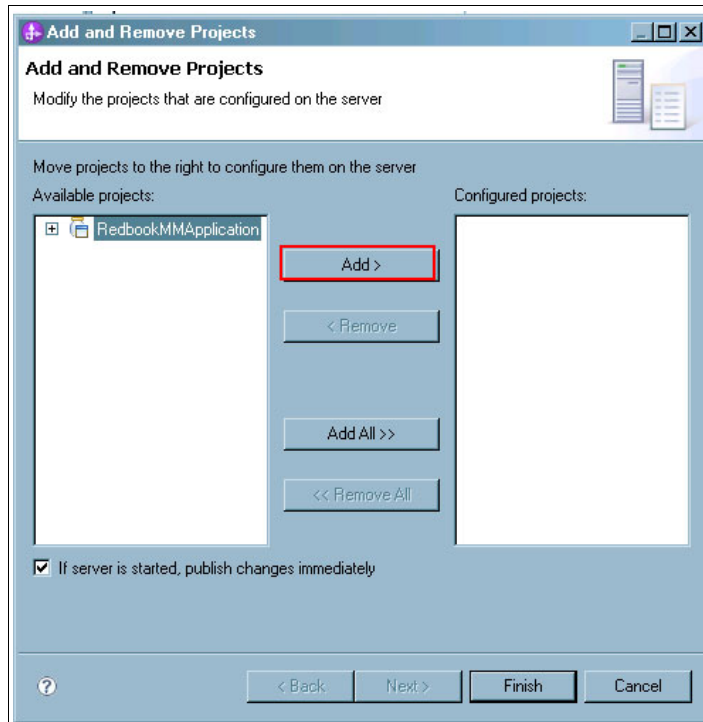 Add and Remove Projects
Add and Remove Projects
Modify the projects that are configured on the server
Move projects to the right to configure them on the server
Available projects:
Configured projects:
RedbookMMApplication
Add >
< Remove
Add All >>
<< Remove All
If server is started, publish changes immediately
?
< Back
Next >
Finish
Cancel